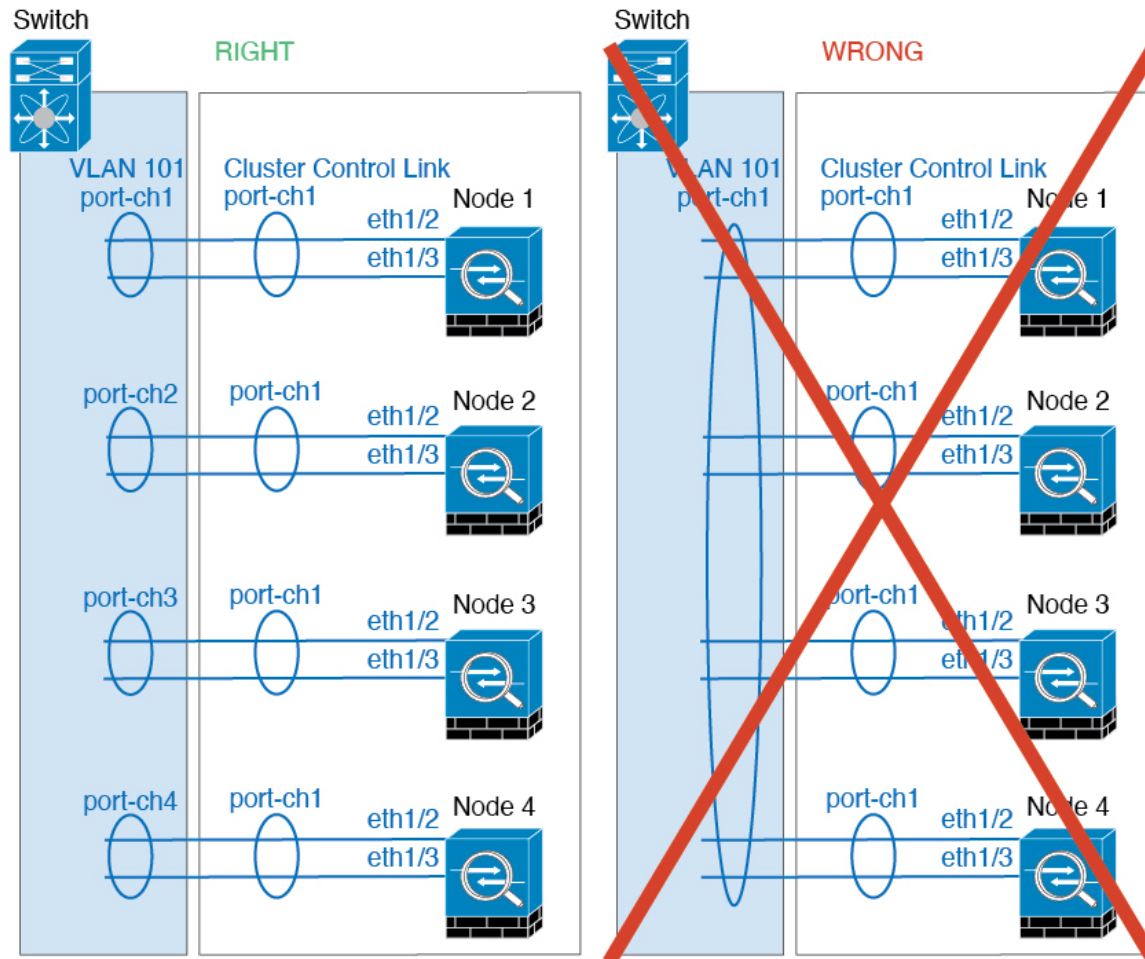 Switch
RIGHT
VLAN 101
port-ch1
Cluster Control Link
port-ch1
eth1/2
eth1/3
Node 1
port-ch2
port-ch1
eth1/2
eth1/3
Node 2
port-ch3
port-ch1
eth1/2
eth1/3
Node 3
port-ch4
port-ch1
eth1/2
eth1/3
Node 4
Switch
WRONG
VLAN 101
port-ch1
Cluster Control Link
port-ch1
eth1/2
eth1/3
Node 1
port-ch1
eth1/2
eth1/3
Node 2
port-ch1
eth1/2
eth1/3
Node 3
port-ch1
eth1/2
eth1/3
Node 4